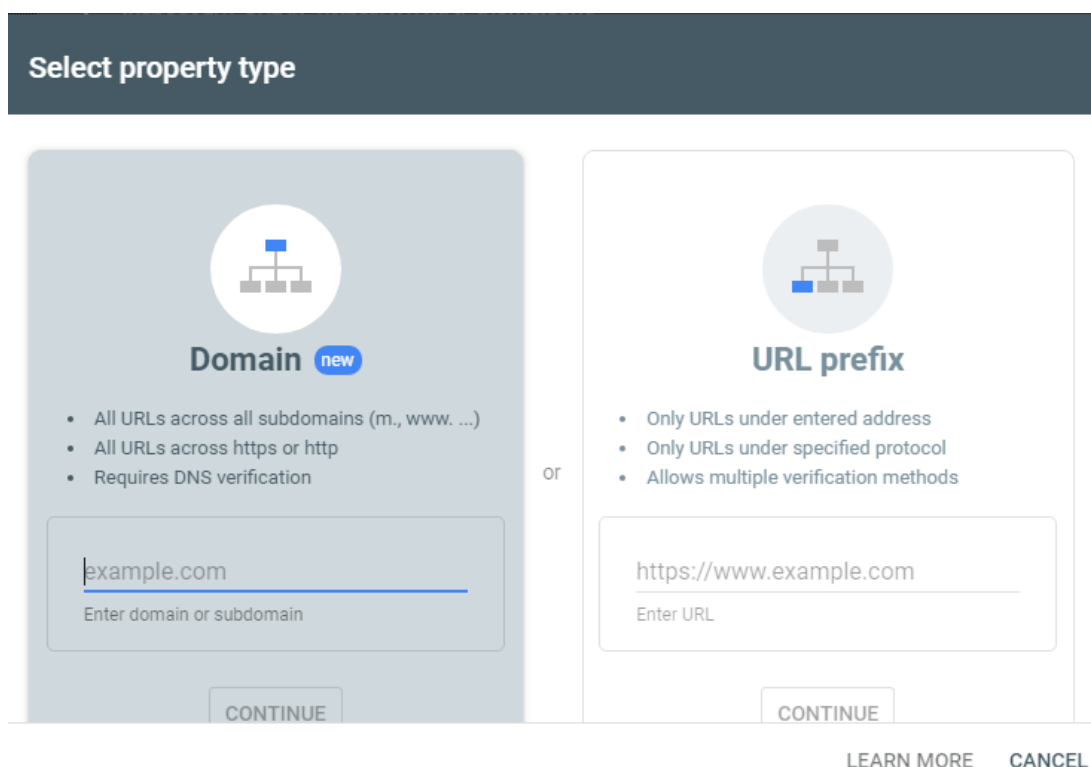 Select property type
Domain new
• All URLs across all subdomains (m., www. ...)
• All URLs across https or http
• Requires DNS verification
example.com
Enter domain or subdomain
CONTINUE
or
URL prefix
• Only URLs under entered address
• Only URLs under specified protocol
• Allows multiple verification methods
https://www.example.com
Enter URL
CONTINUE
LEARN MORE CANCEL